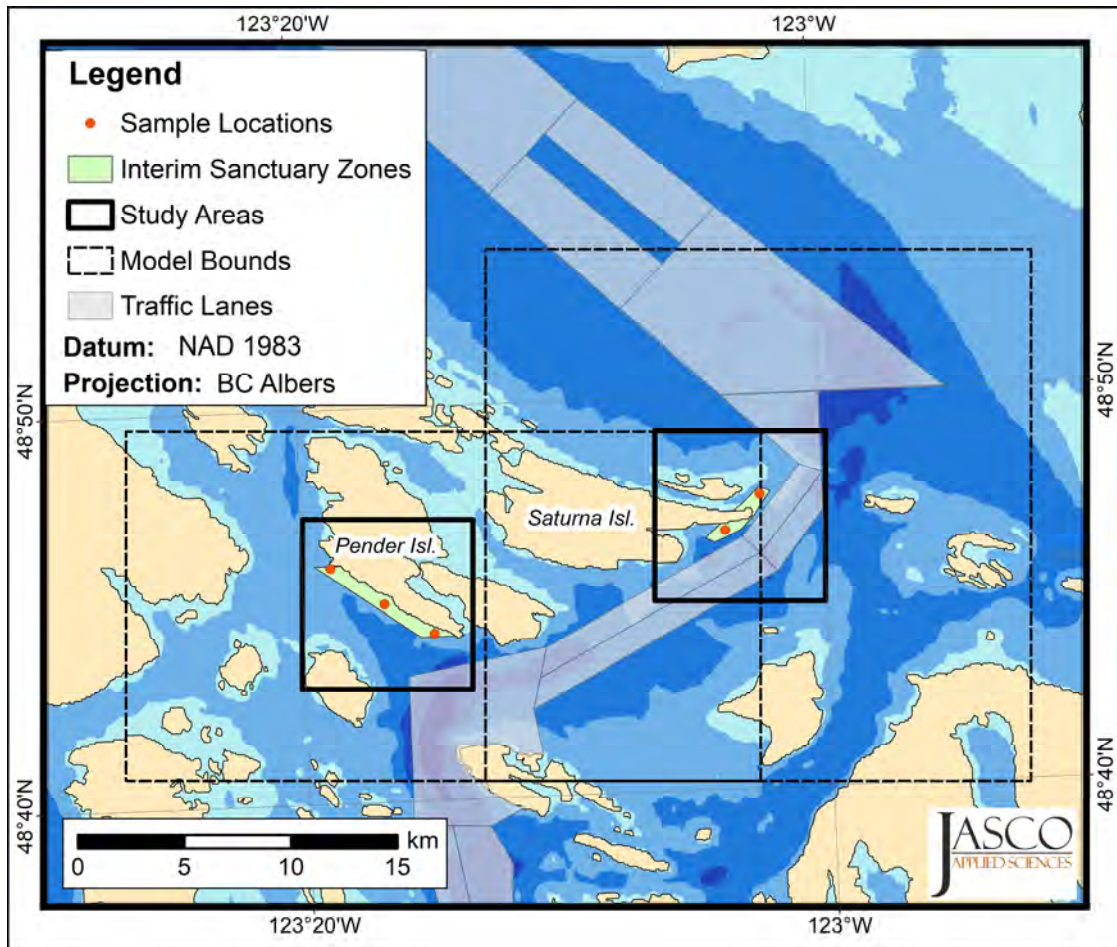 123°20'W
123°W
Legend
Sample Locations
Interim Sanctuary Zones
Study Areas
Model Bounds
Traffic Lanes
Datum: NAD 1983
Projection: BC Albers
48°50'N
48°50'N
Saturna Isl.
Pender Isl.
48°40'N
48°40'N
km
0 5 10 15
JASCO
APPLIED SCIENCES
123°20'W
123°W